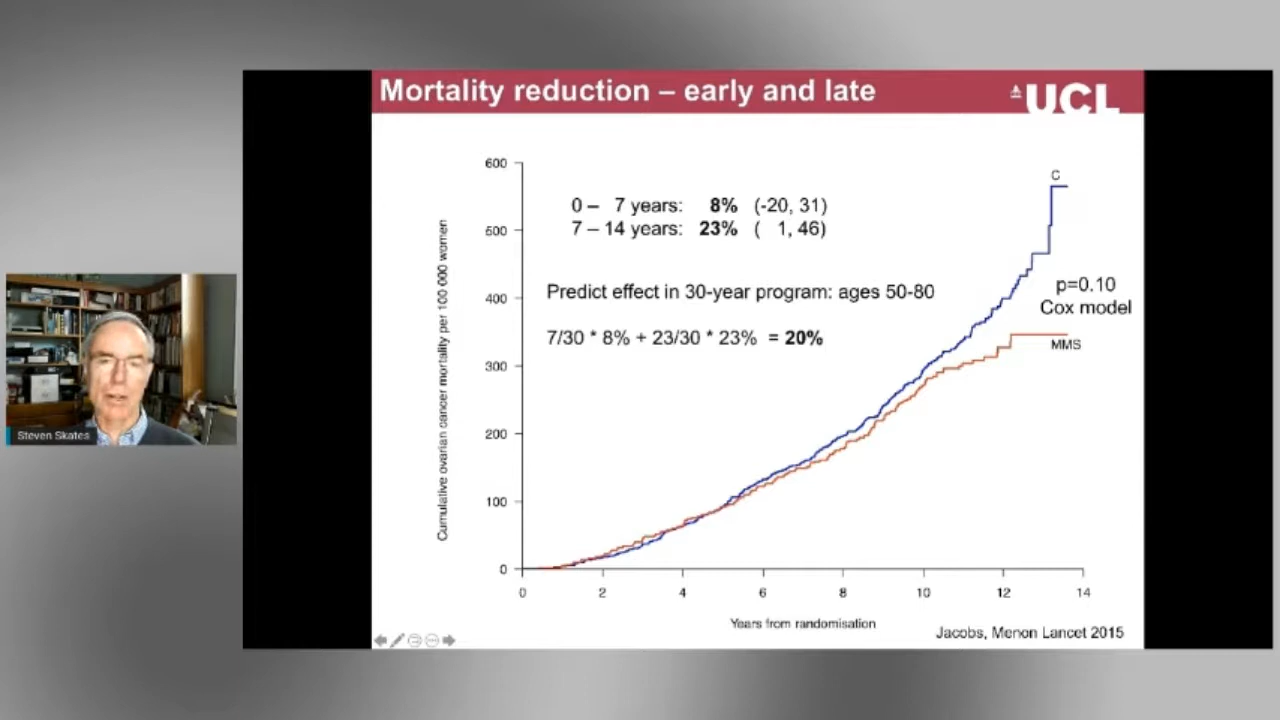 Mortality reduction – early and late
UCL
600
500
400
300
200
100
0
Cumulative ovarian cancer mortality per 100 000 women
0 – 7 years: 8% (-20, 31)
7 – 14 years: 23% ( 1, 46)
Predict effect in 30-year program: ages 50-80
7/30 * 8% + 23/30 * 23% = 20%
C
p=0.10
Cox model
MMS
0 2 4 6 8 10 12 14
Years from randomisation
Jacobs, Menon Lancet 2015
Steven Skates